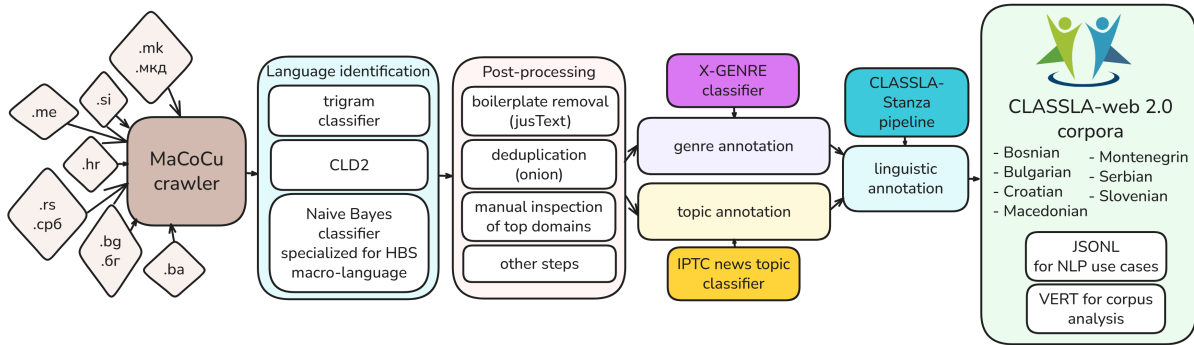 .mk
.мкд
.si
.me
.hr
.rs
.срб
.bg
.бг
.ba
MaCoCu
crawler
Language identification
trigram
classifier
CLD2
Naive Bayes
classifier
specialized for HBS
macro-language
Post-processing
boilerplate removal
(jusText)
deduplication
(onion)
manual inspection
of top domains
other steps
X-GENRE
classifier
genre annotation
topic annotation
IPTC news topic
classifier
CLASSLA-
Stanza
pipeline
linguistic
annotation
CLASSLA-web 2.0
corpora
- Bosnian
- Bulgarian
- Croatian
- Macedonian
- Montenegrin
- Serbian
- Slovenian
JSONL
for NLP use cases
VERT for corpus
analysis